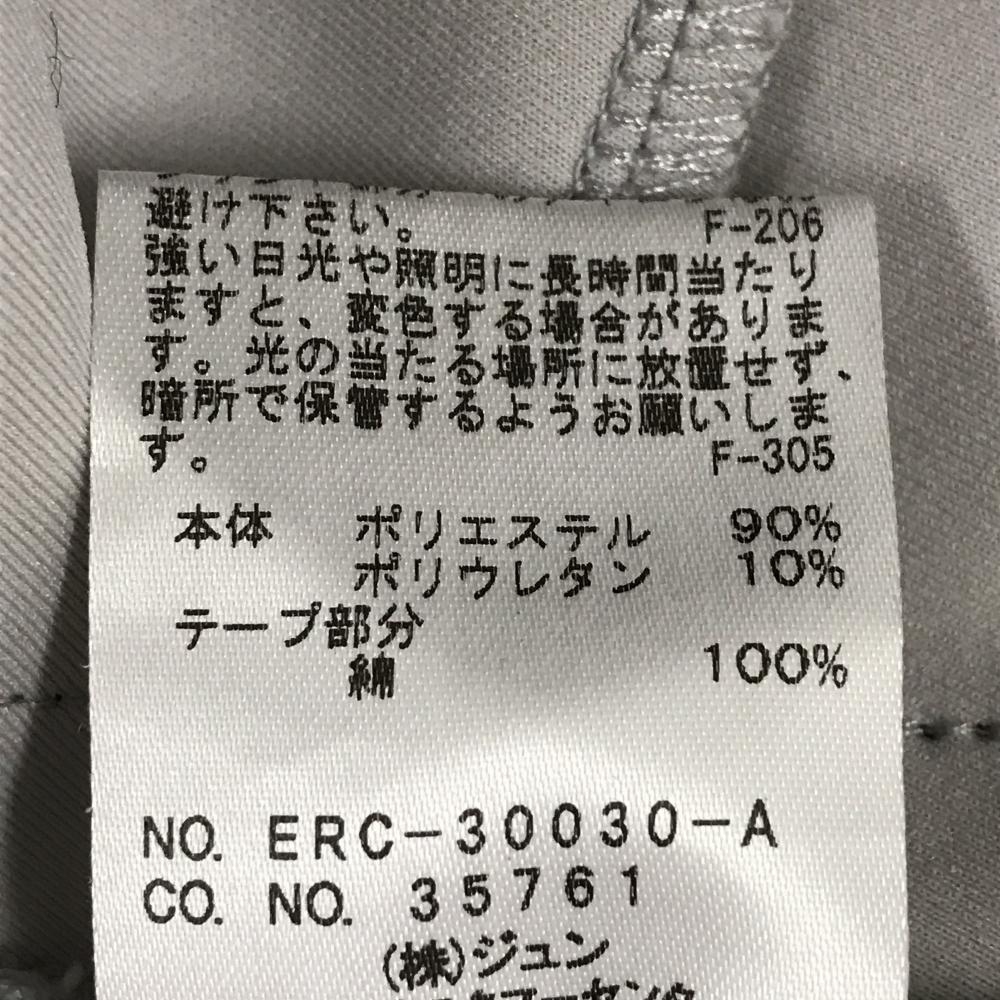 避け下さい。
F-206
強い日光や照明に長時間当たり
ますと、変色する場合がありま
す。光の当たる場所に放置せず、
暗所で保管するようお願いしま
す。 F-305
本体 ポリエステル 90%
ポリウレタン 10%
テープ部分
綿 100%
NO. ERC-30030-A
CO. NO. 35761
(株)ジュン